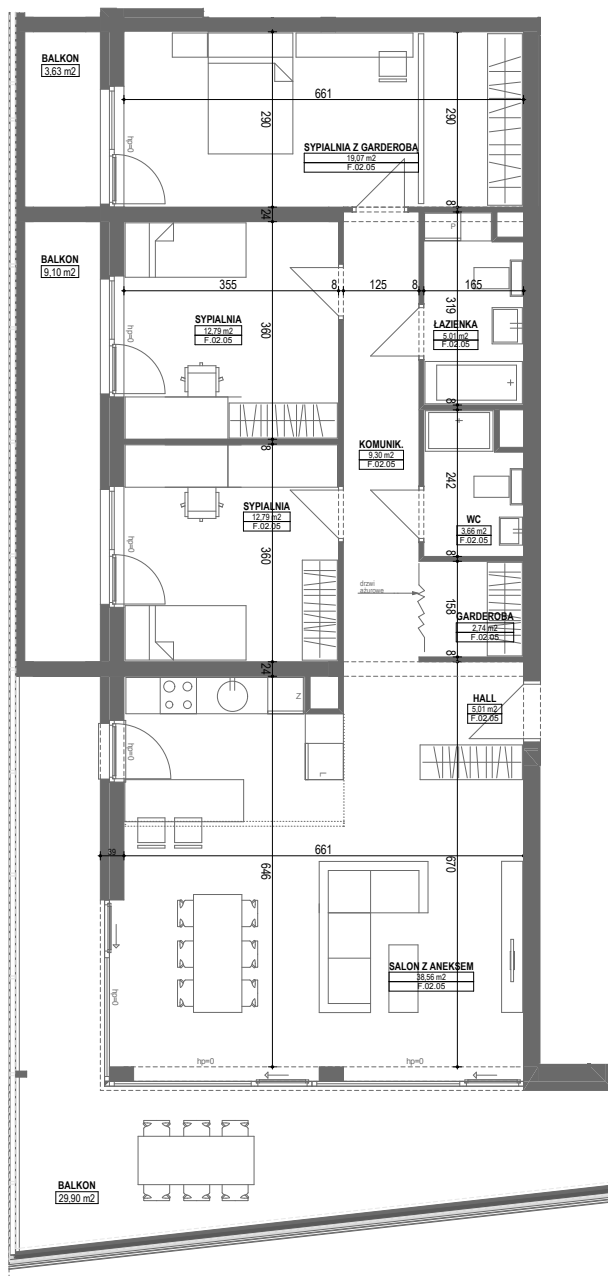 BALKON
3,63 m2
661
290
290
hp=0
SYPIALNIA Z GARDEROBA
19,07 m2
F.02.05
24
8
P
BALKON
9,10 m2
355
8
125
8
165
319
hp=0
SYPIALNIA
12,79 m2
F.02.05
360
ŁAZIENKA
5,01 m2
F.02.05
8
KOMUNIK.
9,30 m2
F.02.05
8
242
SYPIALNIA
12,79 m2
F.02.05
WC
3,66 m2
F.02.05
hp=0
360
8
drzwi
ażurowe
158
GARDEROBA
2,74 m2
F.02.05
8
24
Z
HALL
5,01 m2
F.02.05
hp=0
L
39
661
646
670
SALON Z ANEKSEM
38,56 m2
F.02.05
hp=0
hp=0
hp=0
BALKON
29,90 m2